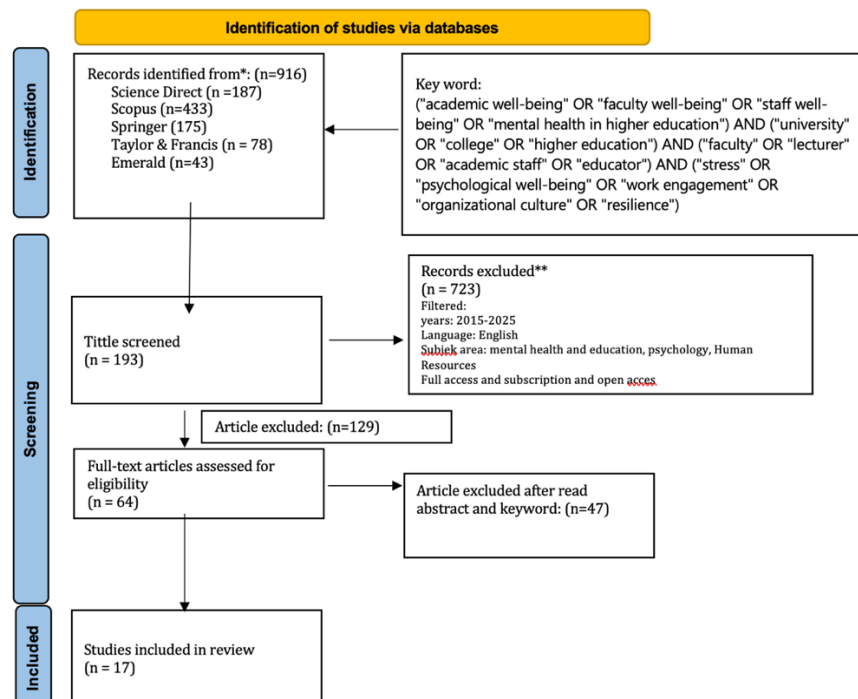 Identification of studies via databases
Identification
Records identified from*: (n=916)
Science Direct (n =187)
Scopus (n=433)
Springer (175)
Taylor & Francis (n = 78)
Emerald (n=43)
Key word:
("academic well-being" OR "faculty well-being" OR "staff well-
being" OR "mental health in higher education") AND ("university"
OR "college" OR "higher education") AND ("faculty" OR "lecturer"
OR "academic staff" OR "educator") AND ("stress" OR
"psychological well-being" OR "work engagement" OR
"organizational culture" OR "resilience")
Screening
Tittle screened
(n = 193)
Records excluded**
(n = 723)
Filtered:
years: 2015-2025
Language: English
Subjek area: mental health and education, psychology, Human
Resources
Full access and subscription and open acces
Article excluded: (n=129)
Full-text articles assessed for
eligibility
(n = 64)
Article excluded after read
abstract and keyword: (n=47)
Included
Studies included in review
(n = 17)